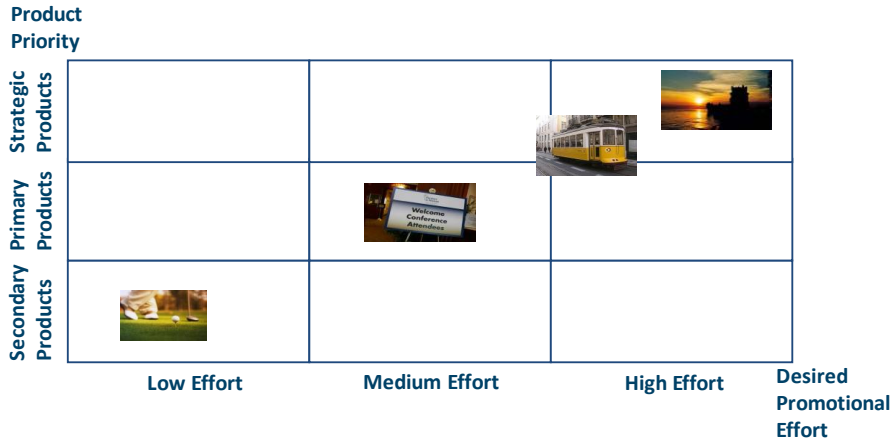 Product
Priority
Strategic
Products
Primary
Products
Secondary
Products
Welcome
Conference
Attendees
Low Effort
Medium Effort
High Effort
Desired
Promotional
Effort